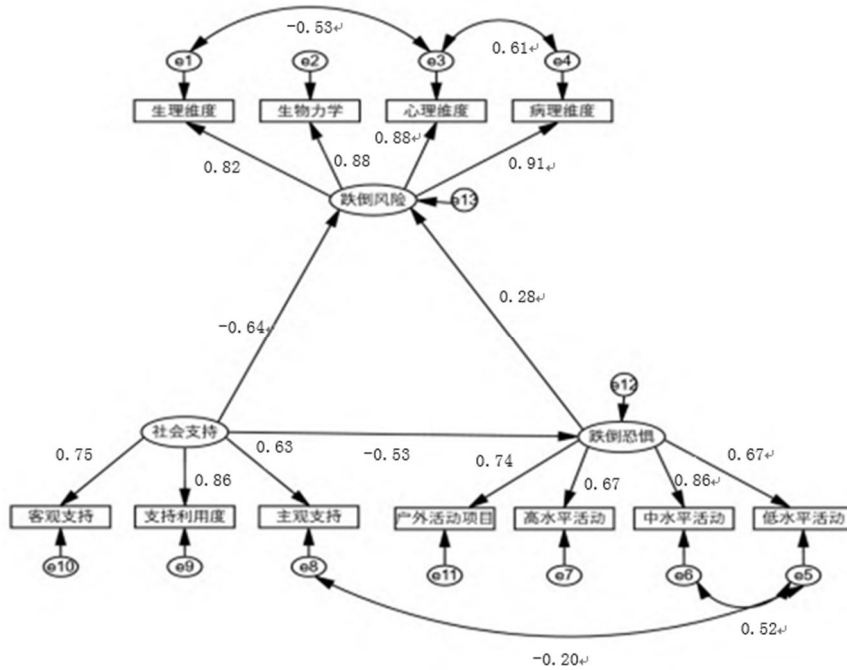 -0.53
0.61
e1
e2
e3
e4
生理维度
生物力学
心理维度
病理维度
0.82
0.88
0.88
0.91
跌倒风险
e13
-0.64
0.28
e12
社会支持
跌倒恐惧
-0.53
0.75
0.86
0.63
0.74
0.67
0.86
0.67
客观支持
支持利用度
主观支持
户外活动项目
高水平活动
中水平活动
低水平活动
e10
e9
e8
e11
e7
e6
e5
0.52
-0.20